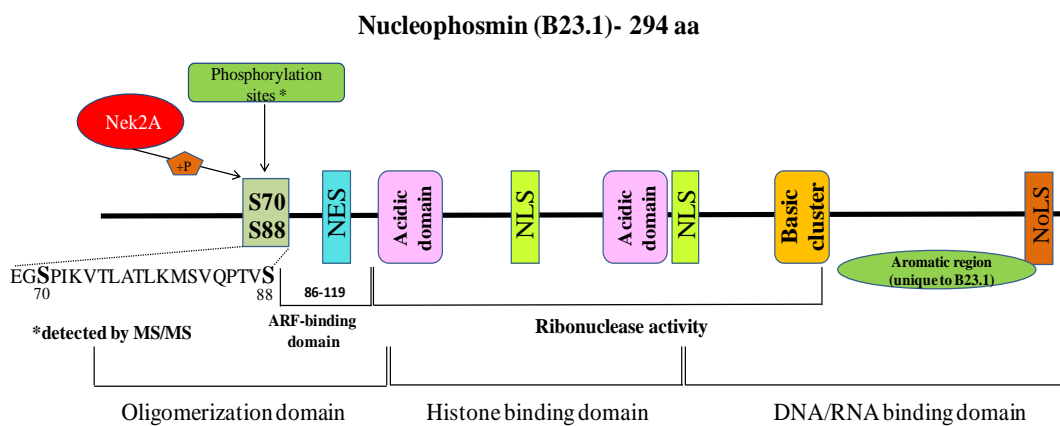 Nucleophosmin (B23.1)- 294 aa
Phosphorylation
sites *
Nek2A
+P
S70
S88
NES
Acidic
domain
NLS
Acidic
domain
NLS
Basic
cluster
NoLS
EGSPIKVTLATLKMSVQPTVS
70
88
86-119
Aromatic region
(unique to B23.1)
*detected by MS/MS
ARF-binding
domain
Ribonuclease activity
Oligomerization domain
Histone binding domain
DNA/RNA binding domain